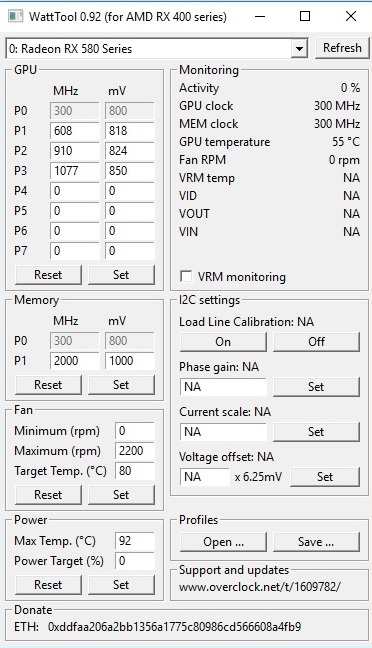 WattTool 0.92 (for AMD RX 400 series)
0: Radeon RX 580 Series
Refresh
GPU
MHz mV
P0 300 800
P1 608 818
P2 910 824
P3 1077 850
P4 0 0
P5 0 0
P6 0 0
P7 0 0
Reset Set
Monitoring
Activity 0 %
GPU clock 300 MHz
MEM clock 300 MHz
GPU temperature 55 °C
Fan RPM 0 rpm
VRM temp NA
VID NA
VOUT NA
VIN NA
VRM monitoring
Memory
MHz mV
P0 300 800
P1 2000 1000
Reset Set
I2C settings
Load Line Calibration: NA
On Off
Phase gain: NA
NA Set
Current scale: NA
NA Set
Voltage offset: NA
NA x 6.25mV Set
Fan
Minimum (rpm) 0
Maximum (rpm) 2200
Target Temp. (°C) 80
Reset Set
Power
Max Temp. (°C) 92
Power Target (%) 0
Reset Set
Profiles
Open ... Save ...
Support and updates
www.overclock.net/t/1609782/
Donate
ETH: 0xddfaa206a2bb1356a1775c80986cd566608a4fb9